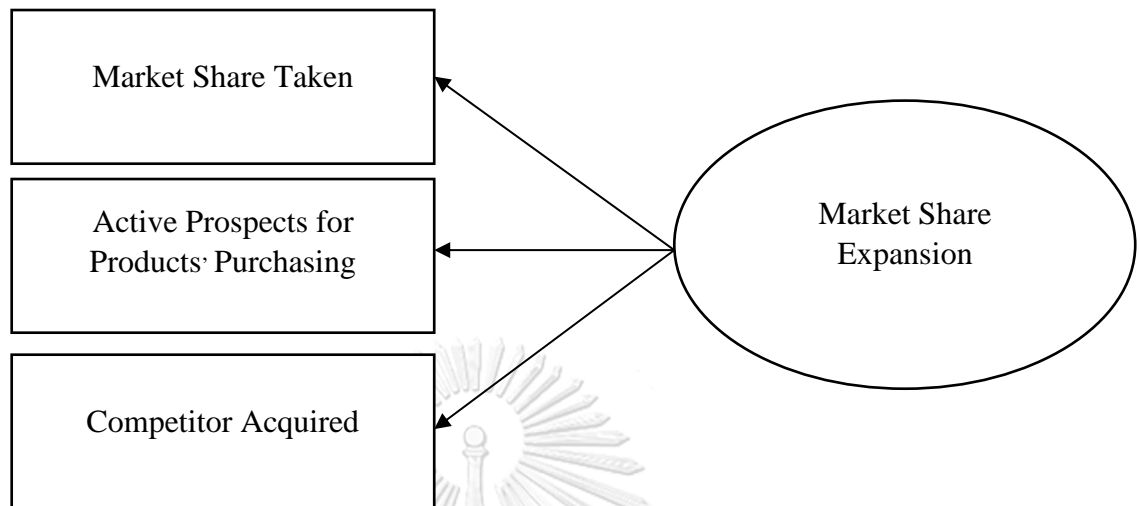 Market Share Taken
Active Prospects for
Products' Purchasing
Competitor Acquired
Market Share
Expansion